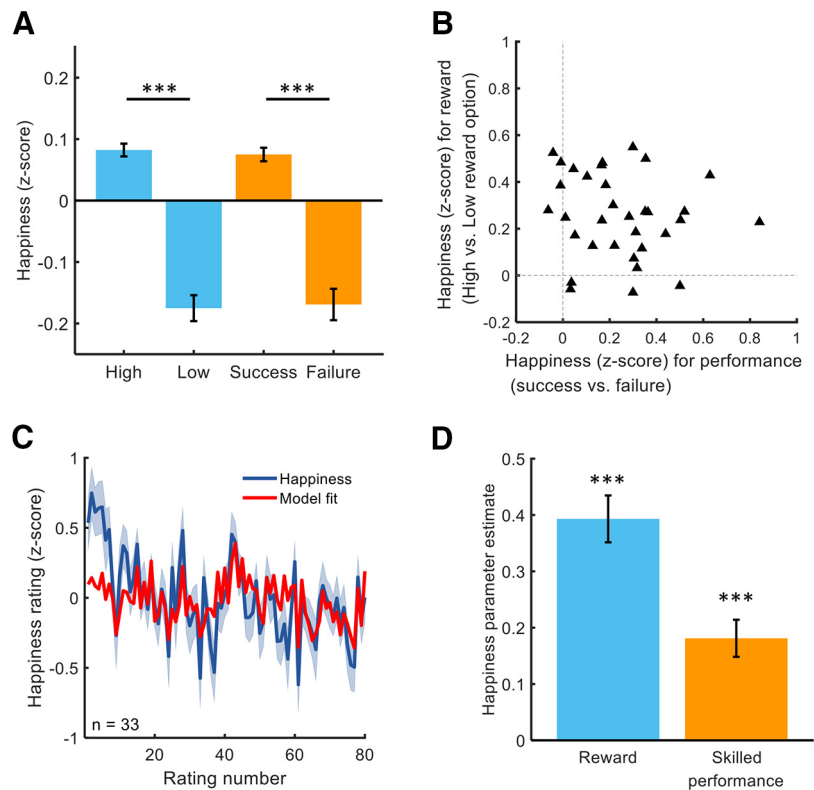 A
Happiness (z-score)
0.2
0.1
0
-0.1
-0.2
***
***
High
Low
Success
Failure
B
Happiness (z-score) for reward
(High vs. Low reward option)
1
0.8
0.6
0.4
0.2
0
-0.2
-0.2
0
0.2
0.4
0.6
0.8
1
Happiness (z-score) for performance
(success vs. failure)
C
Happiness rating (z-score)
1
0.5
0
-0.5
-1
Happiness
Model fit
n = 33
20
40
60
80
Rating number
D
Happiness parameter estimate
0.5
0.4
0.3
0.2
0.1
0
***
***
Reward
Skilled
performance